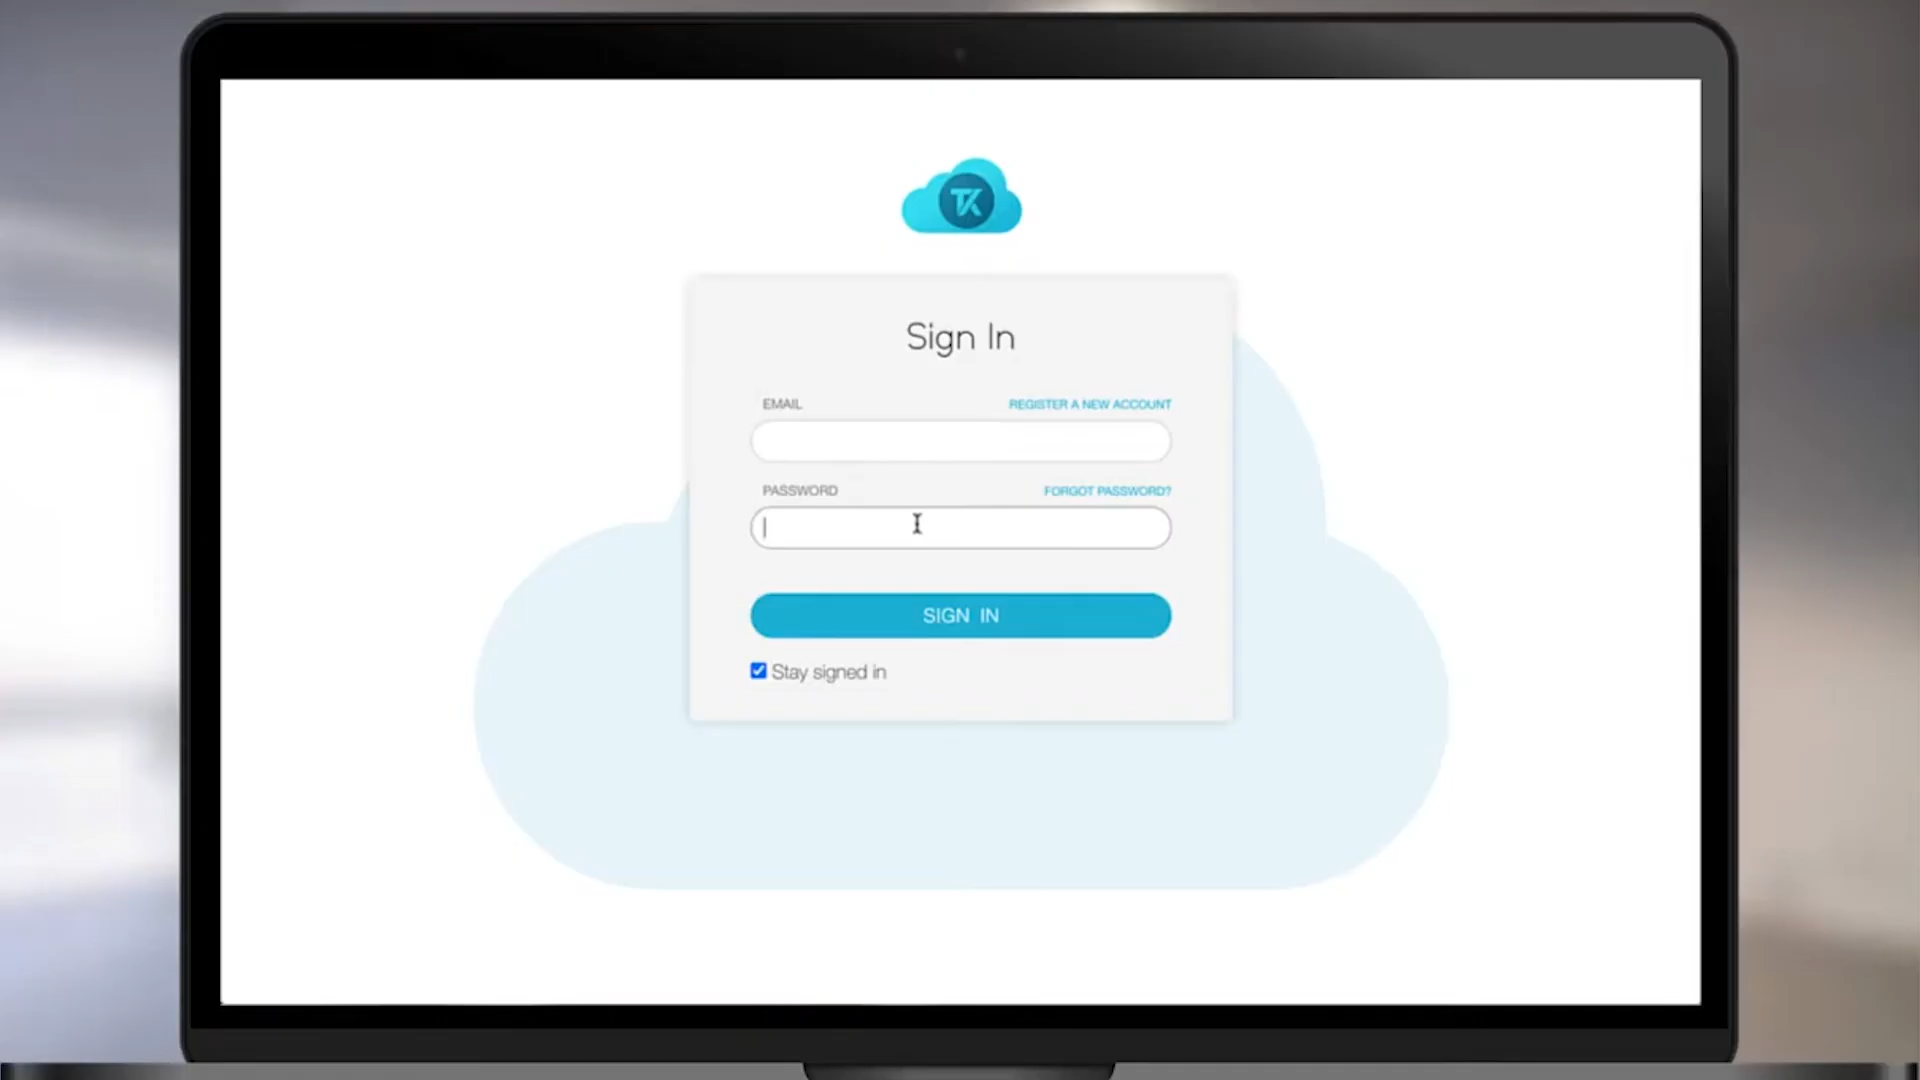 TK
Sign In
EMAIL
REGISTER A NEW ACCOUNT
PASSWORD
FORGOT PASSWORD?
SIGN IN
Stay signed in